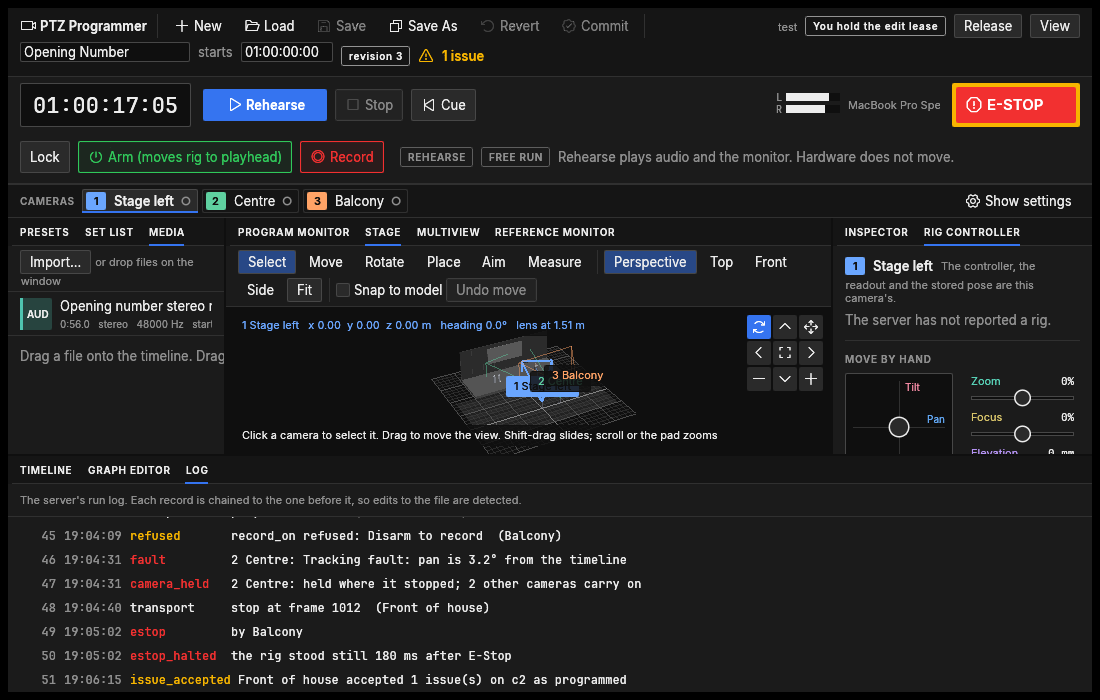 PTZ Programmer
New
Load
Save
Save As
Revert
Commit
test
You hold the edit lease
Release
View
Opening Number
starts
01:00:00:00
revision 3
1 issue
01:00:17:05
Rehearse
Stop
Cue
L
R
MacBook Pro Spe
E-STOP
Lock
Arm (moves rig to playhead)
Record
REHEARSE
FREE RUN
Rehearse plays audio and the monitor. Hardware does not move.
CAMERAS
1 Stage left
2 Centre
3 Balcony
Show settings
PRESETS
SET LIST
MEDIA
Import...
or drop files on the
window
AUD
Opening number stereo
0:56.0 stereo 48000 Hz start
Drag a file onto the timeline. Drag
PROGRAM MONITOR
STAGE
MULTIVIEW
REFERENCE MONITOR
Select
Move
Rotate
Place
Aim
Measure
Perspective
Top
Front
Side
Fit
Snap to model
Undo move
1 Stage left x 0.00 y 0.00 z 0.00 m heading 0.0° lens at 1.51 m
3 Balcony
2
1
Click a camera to select it. Drag to move the view. Shift-drag slides; scroll or the pad zooms
INSPECTOR
RIG CONTROLLER
1 Stage left The controller, the
readout and the stored pose are this
camera's.
The server has not reported a rig.
MOVE BY HAND
Tilt
Pan
Zoom 0%
Focus 0%
Elevation 0 mm
TIMELINE
GRAPH EDITOR
LOG
The server's run log. Each record is chained to the one before it, so edits to the file are detected.
45 19:04:09 refused record_on refused: Disarm to record (Balcony)
46 19:04:31 fault 2 Centre: Tracking fault: pan is 3.2° from the timeline
47 19:04:31 camera_held 2 Centre: held where it stopped; 2 other cameras carry on
48 19:04:40 transport stop at frame 1012 (Front of house)
49 19:05:02 estop by Balcony
50 19:05:02 estop_halted the rig stood still 180 ms after E-Stop
51 19:06:15 issue_accepted Front of house accepted 1 issue(s) on c2 as programmed